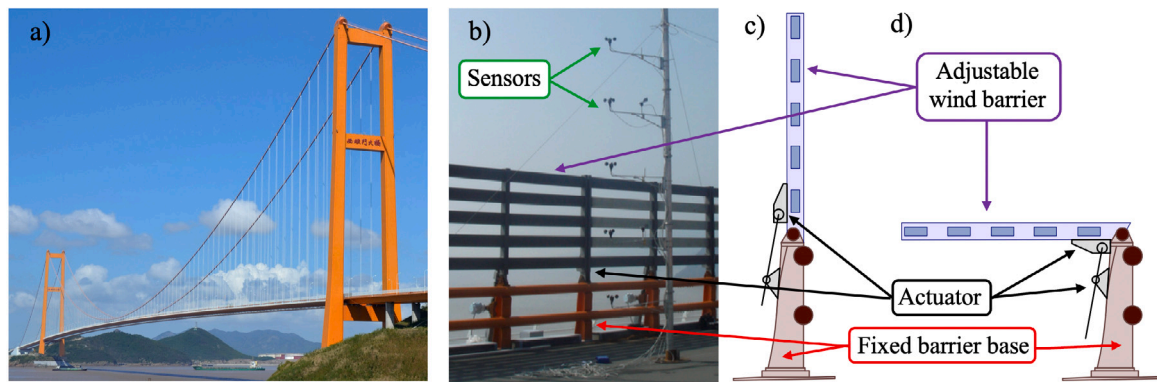 a)
b)
c)
d)
Sensors
Adjustable
wind barrier
Actuator
Fixed barrier base